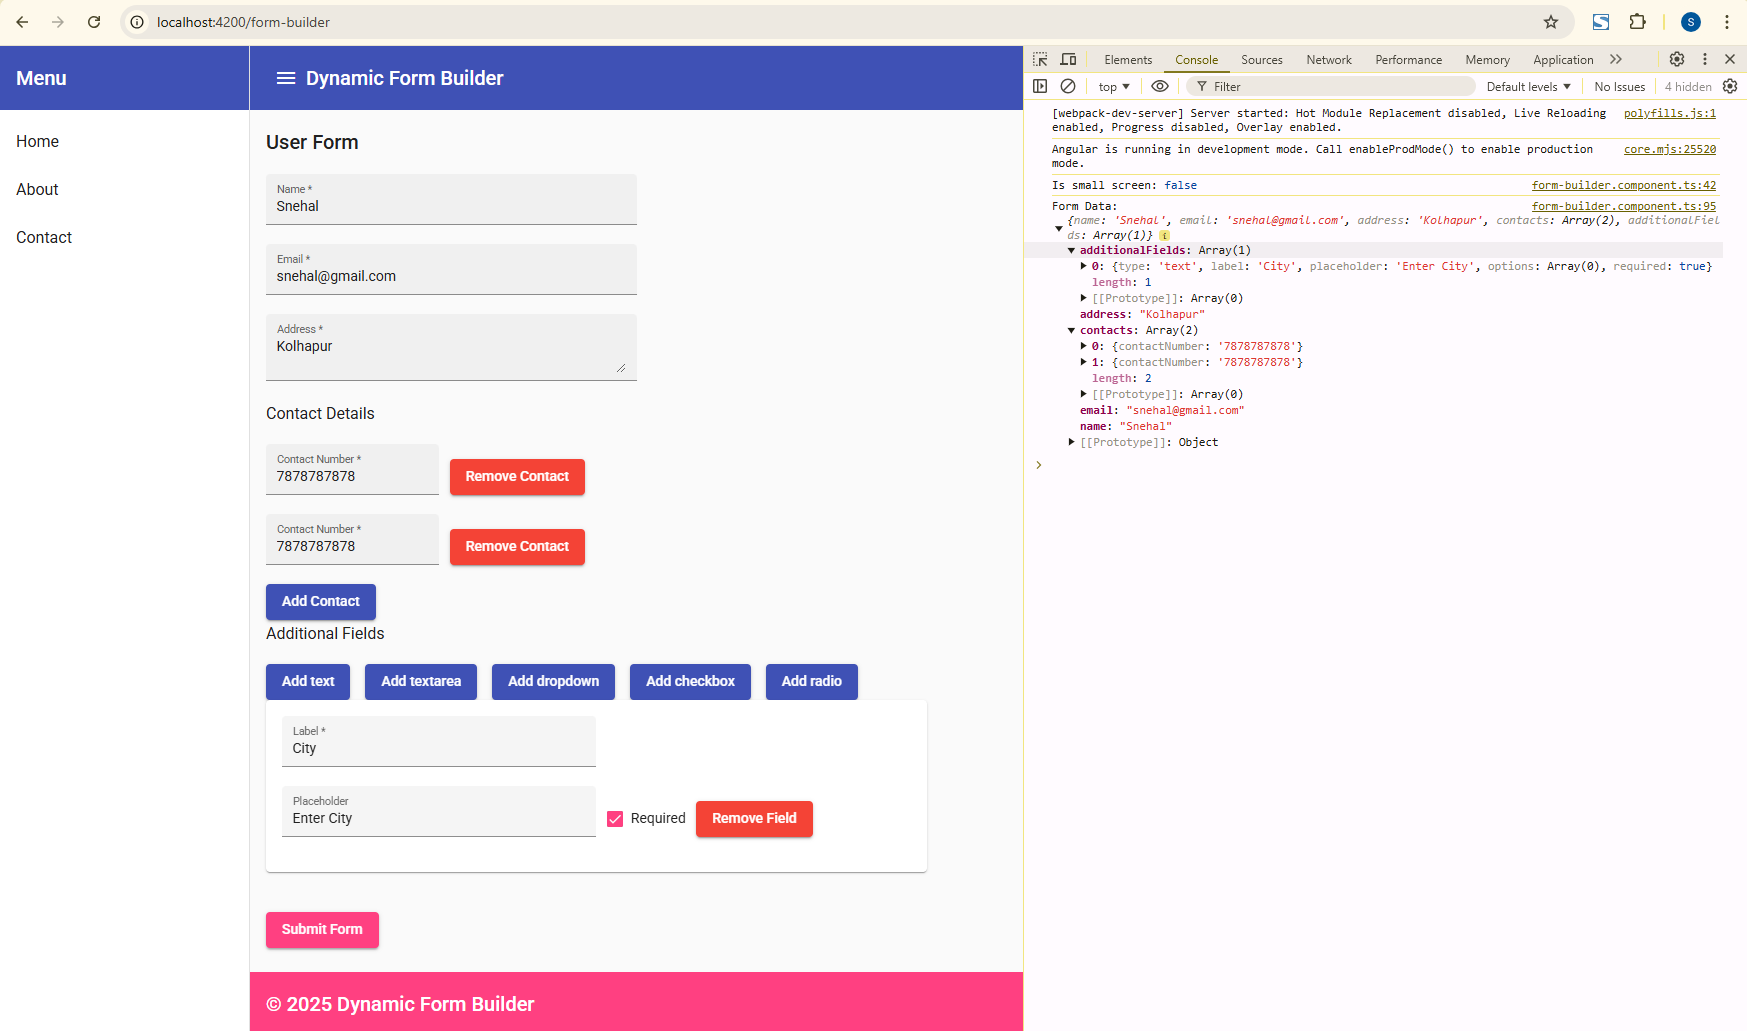 localhost:4200/form-builder
S
Menu
Home
About
Contact
Dynamic Form Builder
User Form
Name *
Snehal
Email *
snehal@gmail.com
Address *
Kolhapur
Contact Details
Contact Number *
7878787878
Remove Contact
Contact Number *
7878787878
Remove Contact
Add Contact
Additional Fields
Add text Add textarea Add dropdown Add checkbox Add radio
Label *
City
Placeholder
Enter City
Required
Remove Field
Submit Form
© 2025 Dynamic Form Builder
Elements Console Sources Network Performance Memory Application
top Filter Default levels No Issues 4 hidden
[webpack-dev-server] Server started: Hot Module Replacement disabled, Live Reloading polyfills.js:1
enabled, Progress disabled, Overlay enabled.
Angular is running in development mode. Call enableProdMode() to enable production core.mjs:25520
mode.
Is small screen: false form-builder.component.ts:42
Form Data: form-builder.component.ts:95
{name: 'Snehal', email: 'snehal@gmail.com', address: 'Kolhapur', contacts: Array(2), additionalFiel
ds: Array(1)} i
additionalFields: Array(1)
0: {type: 'text', label: 'City', placeholder: 'Enter City', options: Array(0), required: true}
length: 1
[[Prototype]]: Array(0)
address: "Kolhapur"
contacts: Array(2)
0: {contactNumber: '7878787878'}
1: {contactNumber: '7878787878'}
length: 2
[[Prototype]]: Array(0)
email: "snehal@gmail.com"
name: "Snehal"
[[Prototype]]: Object